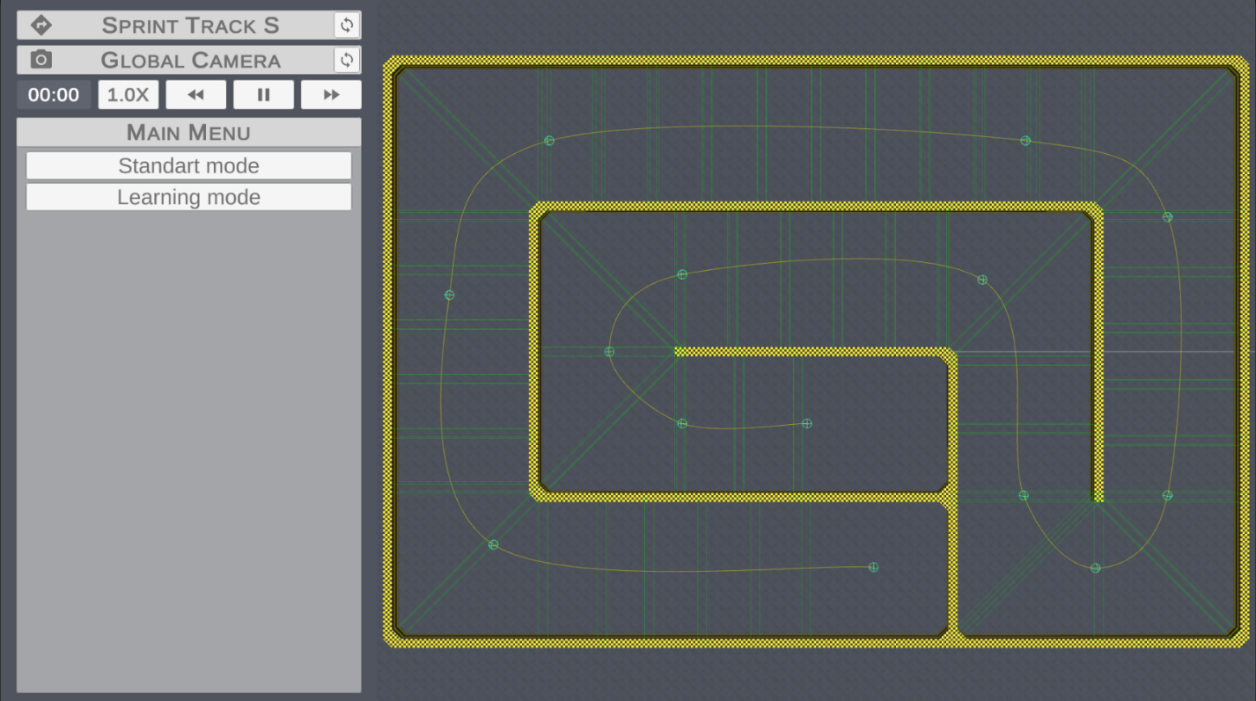 SPRINT TRACK S
GLOBAL CAMERA
00:00 1.0X
MAIN MENU
Standart mode
Learning mode